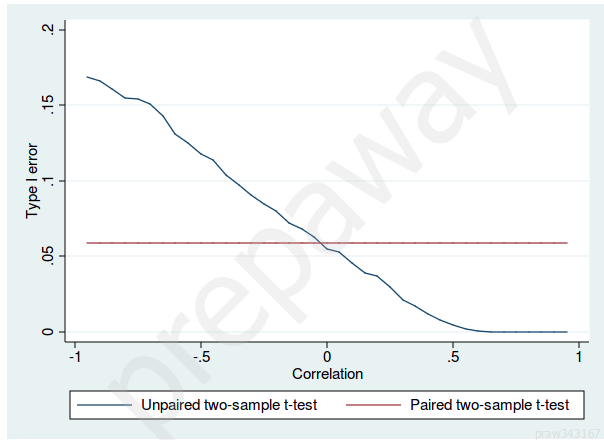 .2
.15
.1
.05
0
Type I error
-1
-.5
0
.5
1
Correlation
Unpaired two-sample t-test
Paired two-sample t-test
prepaway
praw343167